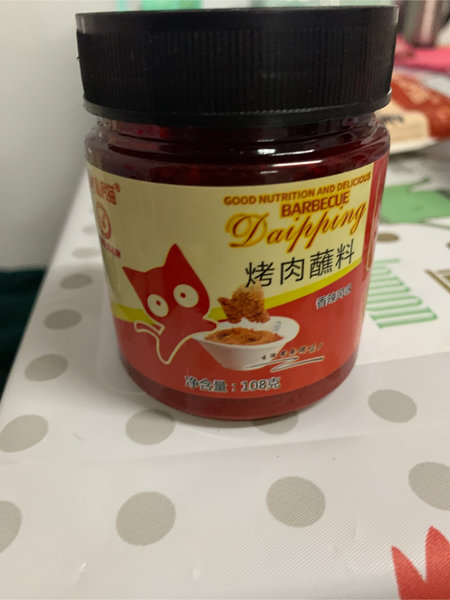 GOOD NUTRITION AND DELICIOUS
BARBECUE
Daipping
烤肉蘸料
香辣风味
净含量：108克
lemon